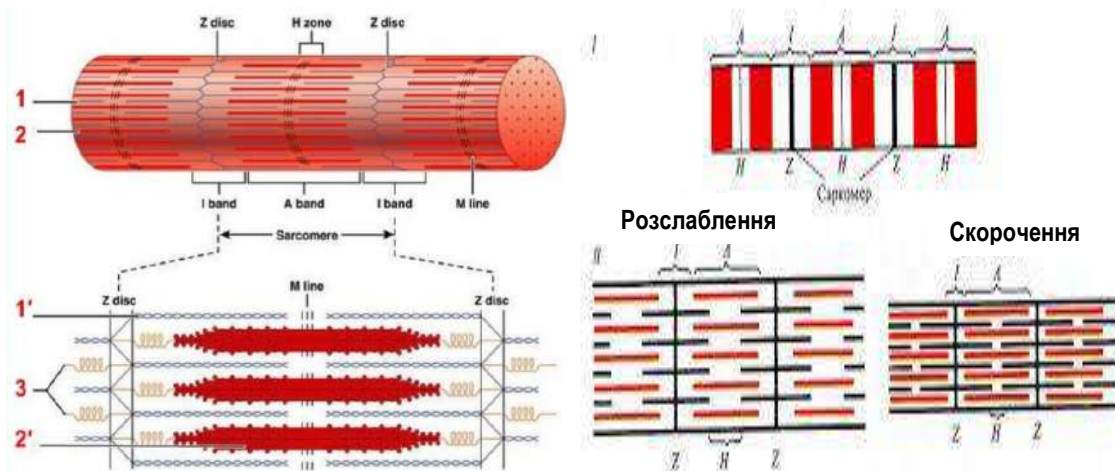 Z disc H zone Z disc
1
2
I band A band I band M line
Sarcomere
Z disc M line Z disc
1'
3
2'
I
A I A I A
H Z H Z H
Саркомер
Розслаблення
II
I A
Z H Z
Скорочення
I A
Z H Z